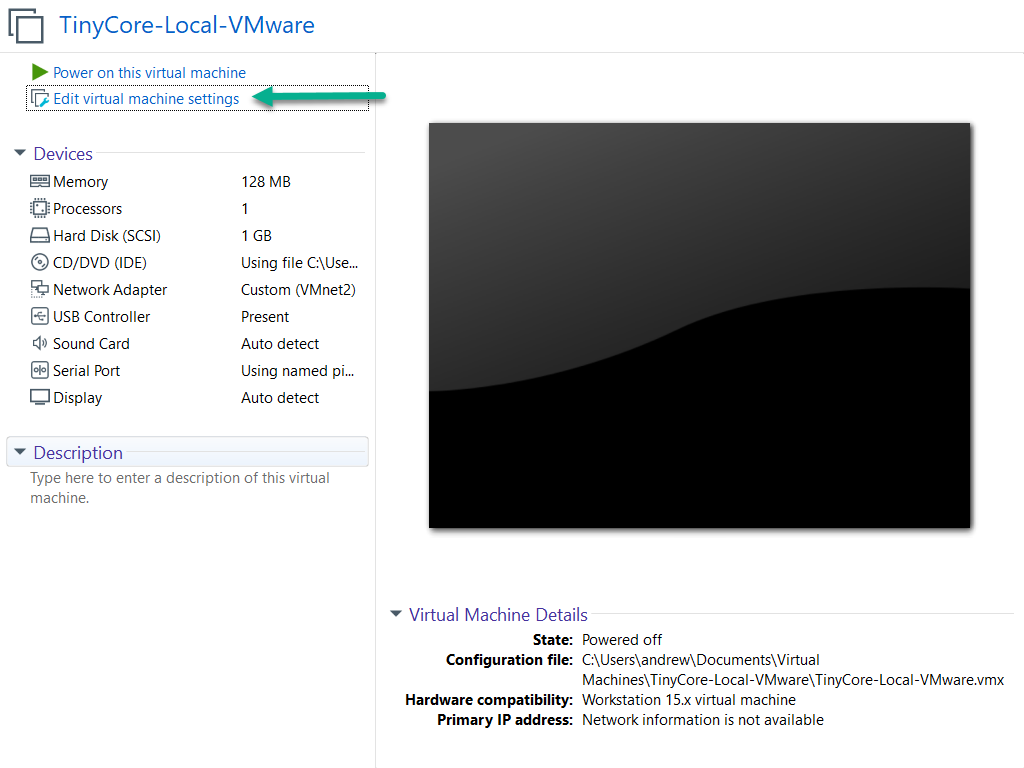 TinyCore-Local-VMware
Power on this virtual machine
Edit virtual machine settings
Devices
Memory 128 MB
Processors 1
Hard Disk (SCSI) 1 GB
CD/DVD (IDE) Using file C:\Use...
Network Adapter Custom (VMnet2)
USB Controller Present
Sound Card Auto detect
Serial Port Using named pi...
Display Auto detect
Description
Type here to enter a description of this virtual
machine.
Virtual Machine Details
State: Powered off
Configuration file: C:\Users\andrew\Documents\Virtual
Machines\TinyCore-Local-VMware\TinyCore-Local-VMware.vmx
Hardware compatibility: Workstation 15.x virtual machine
Primary IP address: Network information is not available